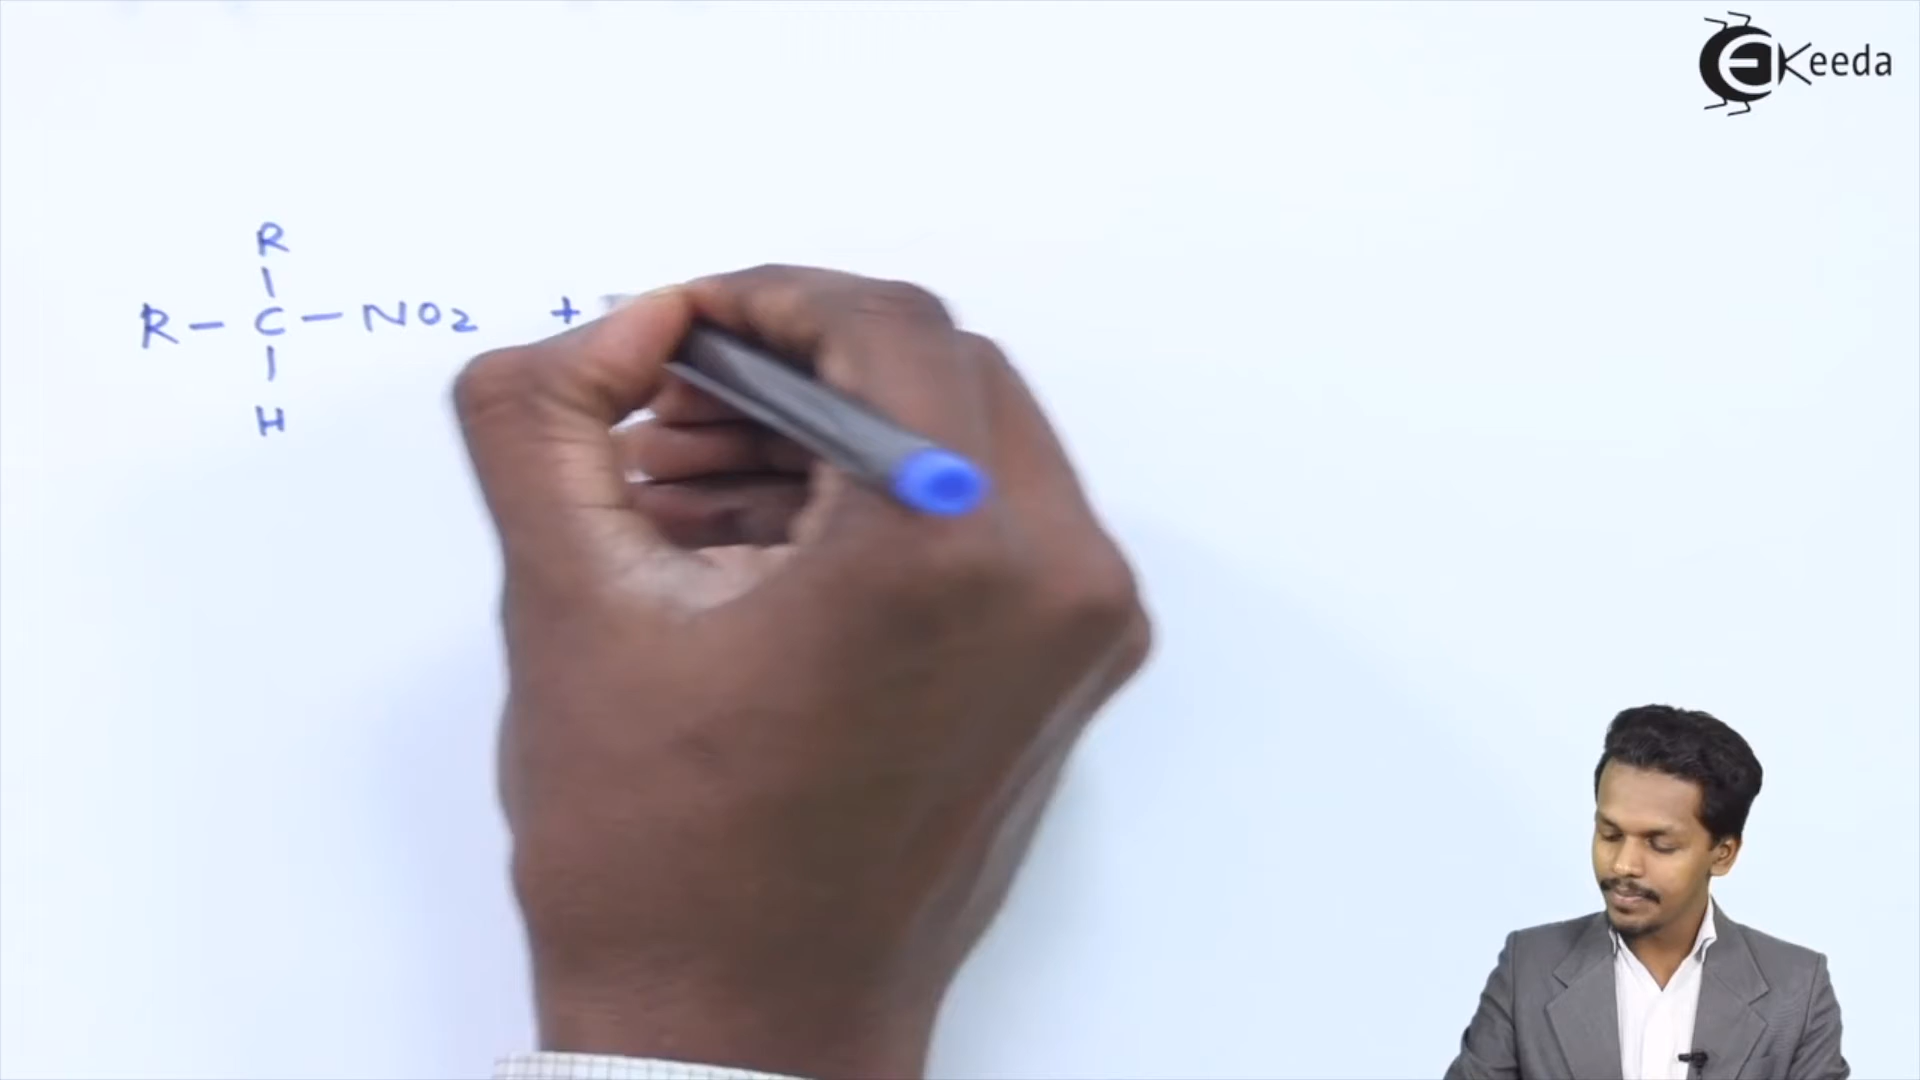 Keeda
R
R - C - NO2 +
H